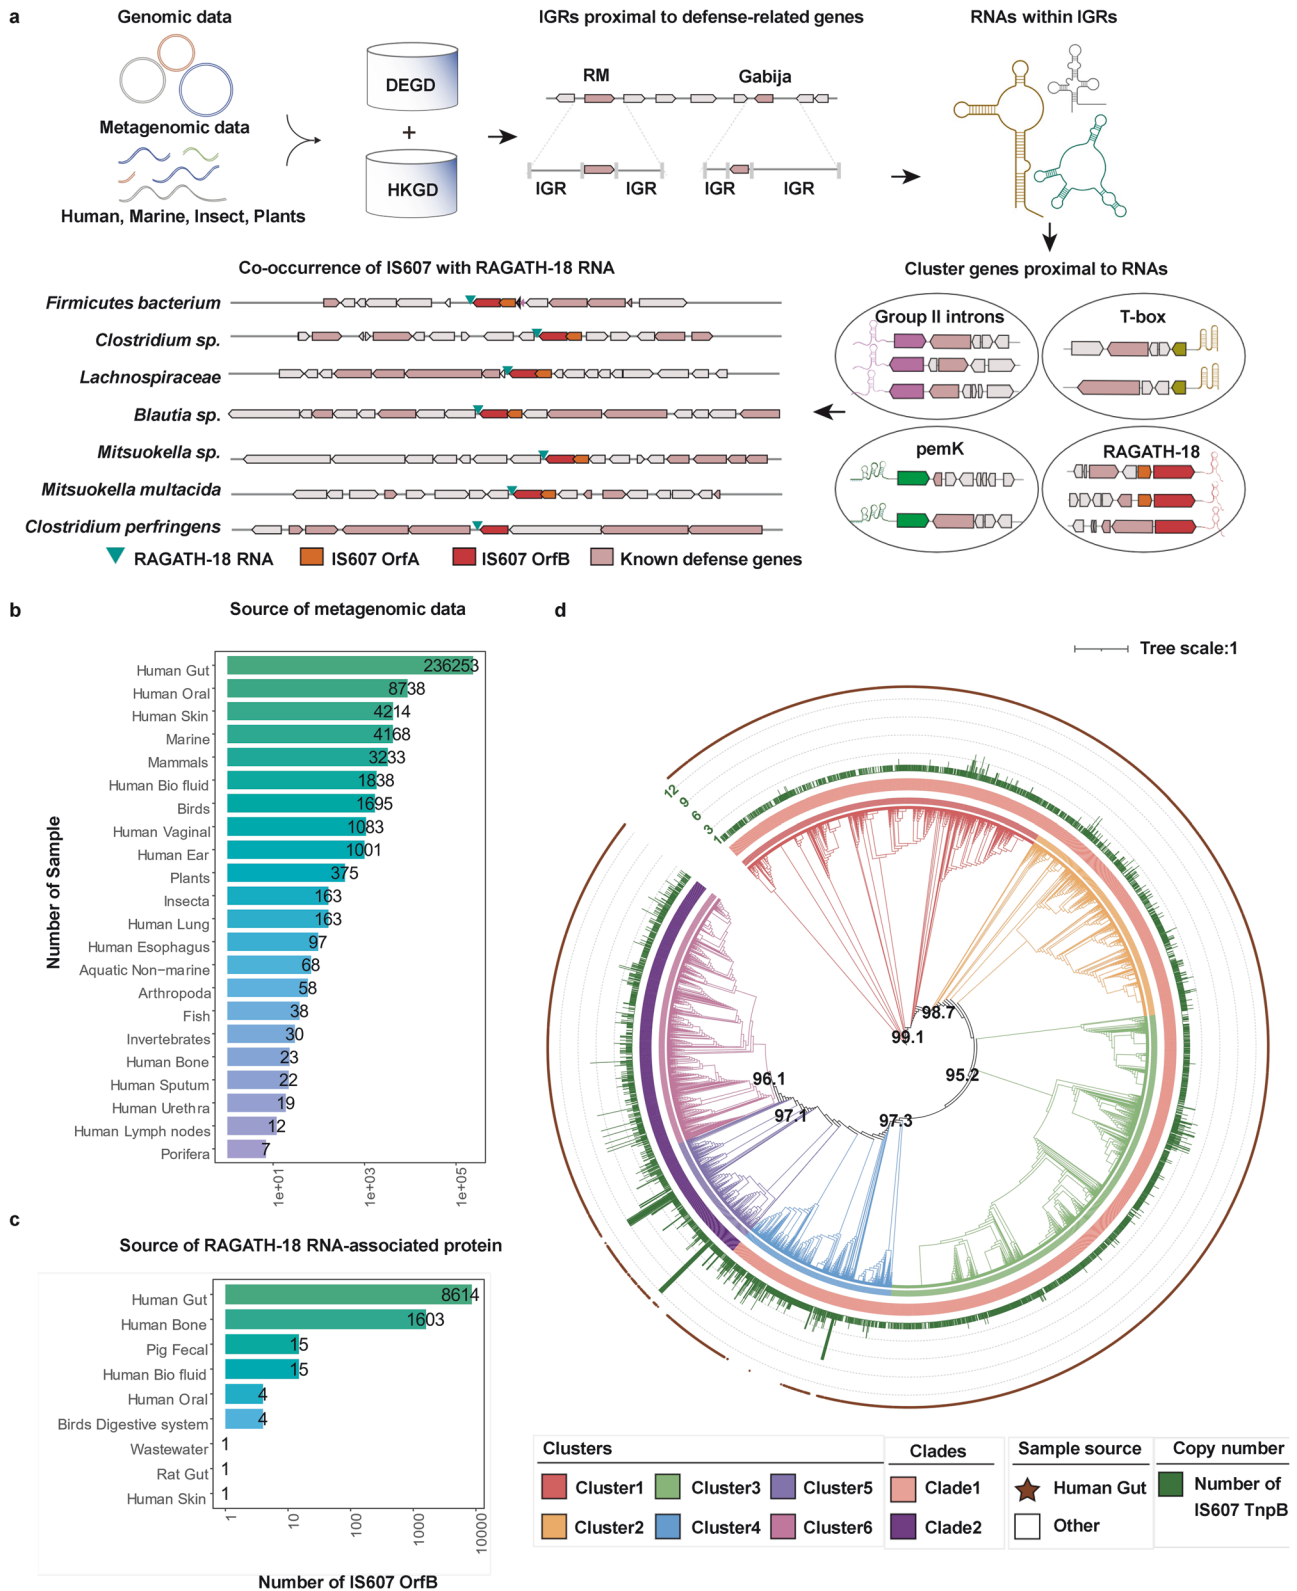 a
Genomic data
IGRs proximal to defense-related genes
RNAs within IGRs
DEGD
RM
Gabija
Metagenomic data
+
HKGD
IGR
IGR
IGR
IGR
Human, Marine, Insect, Plants
Co-occurrence of IS607 with RAGATH-18 RNA
Cluster genes proximal to RNAs
Firmicutes bacterium
Clostridium sp.
Lachnospiraceae
Blautia sp.
Mitsuokella sp.
Mitsuokella multacida
Clostridium perfringens
Group II introns
T-box
pemK
RAGATH-18
RAGATH-18 RNA
IS607 OrfA
IS607 OrfB
Known defense genes
b
Source of metagenomic data
Number of Sample
Human Gut 236253
Human Oral 8738
Human Skin 4214
Marine 4168
Mammals 3233
Human Bio fluid 1838
Birds 1695
Human Vaginal 1083
Human Ear 1001
Plants 375
Insecta 163
Human Lung 163
Human Esophagus 97
Aquatic Non−marine 68
Arthropoda 58
Fish 38
Invertebrates 30
Human Bone 23
Human Sputum 22
Human Urethra 19
Human Lymph nodes 12
Porifera 7
1e+01
1e+03
1e+05
c
Source of RAGATH-18 RNA-associated protein
Human Gut 8614
Human Bone 1603
Pig Fecal 15
Human Bio fluid 15
Human Oral 4
Birds Digestive system 4
Wastewater 1
Rat Gut 1
Human Skin 1
1
10
100
1000
10000
Number of IS607 OrfB
d
Tree scale:1
12
9
6
3
1
98.7
99.1
95.2
96.1
97.1
97.3
Clusters
Cluster1
Cluster3
Cluster5
Cluster2
Cluster4
Cluster6
Clades
Clade1
Clade2
Sample source
Human Gut
Other
Copy number
Number of
IS607 TnpB